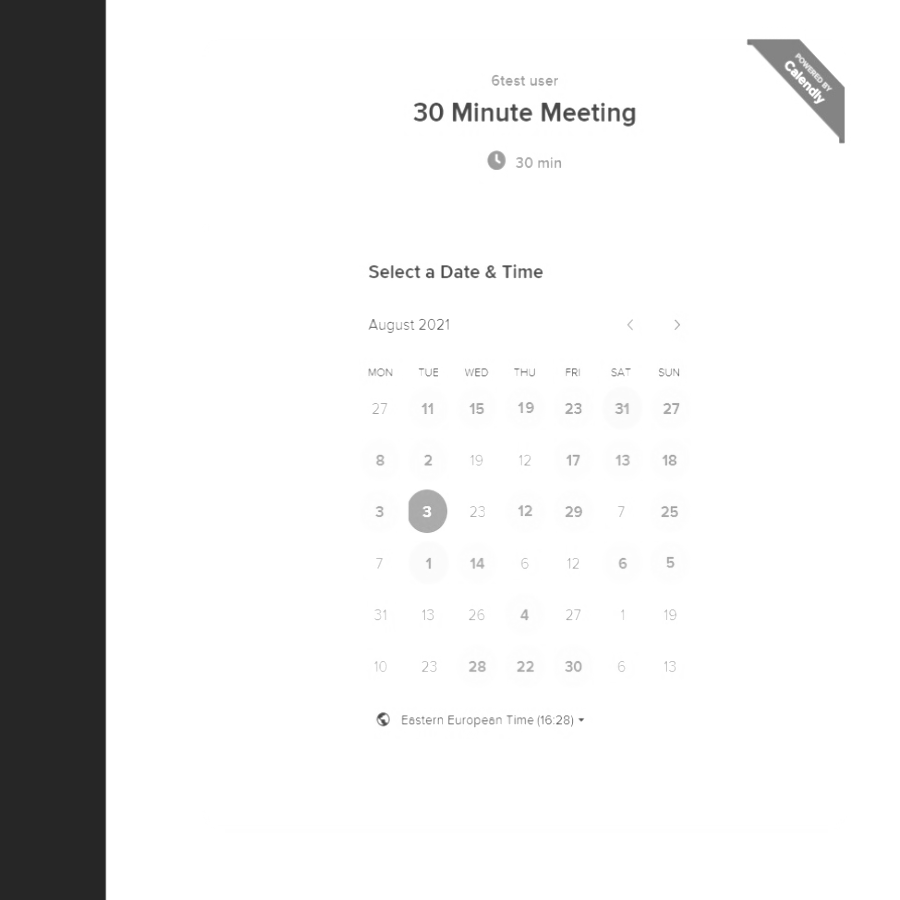 POWERED BY
Calendly
6test user
30 Minute Meeting
30 min
Select a Date & Time
August 2021
MON TUE WED THU FRI SAT SUN
27 11 15 19 23 31 27
8 2 19 12 17 13 18
3 3 23 12 29 7 25
7 1 14 6 12 6 5
31 13 26 4 27 1 19
10 23 28 22 30 6 13
Eastern European Time (16:28)